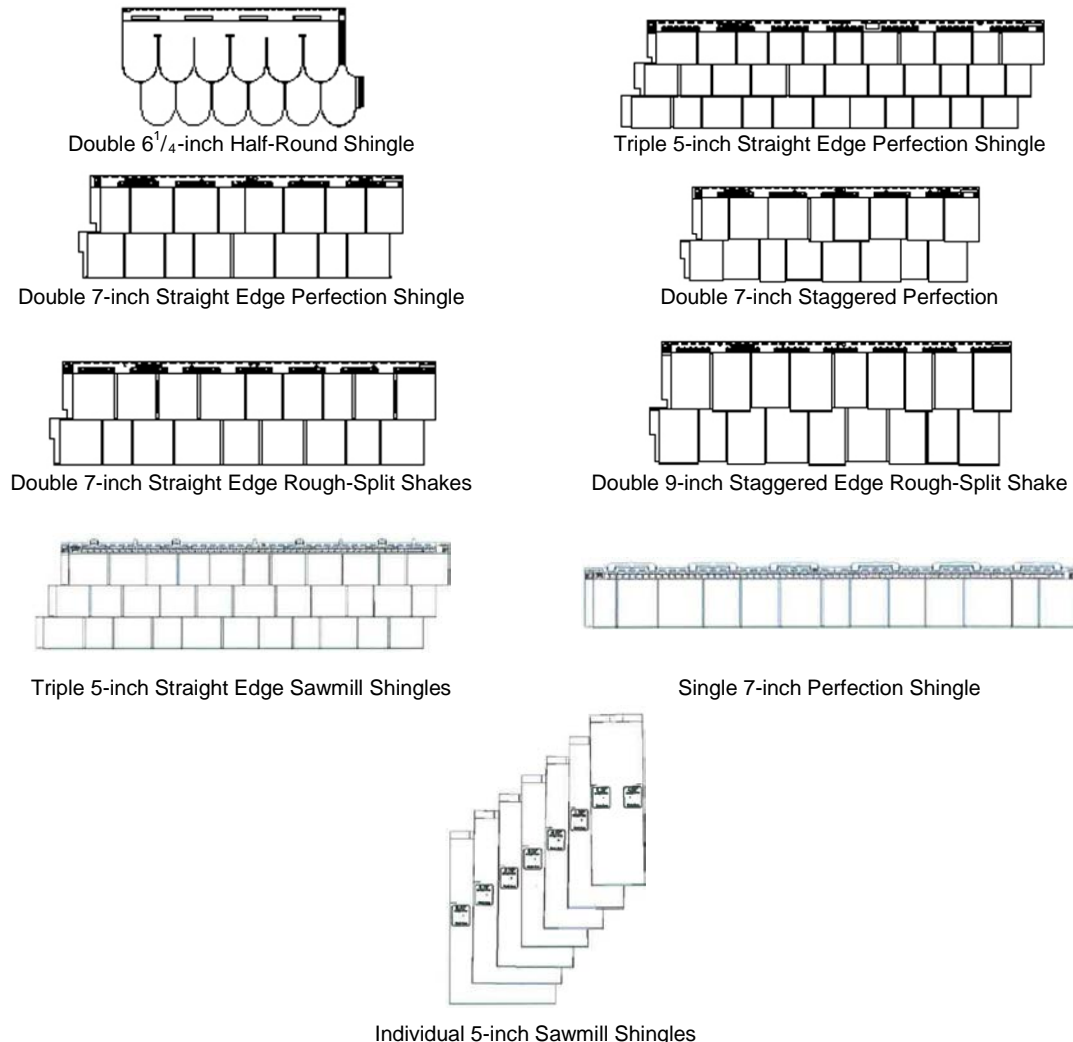 Double 6 1/4-inch Half-Round Shingle
Triple 5-inch Straight Edge Perfection Shingle
Double 7-inch Straight Edge Perfection Shingle
Double 7-inch Staggered Perfection
Double 7-inch Straight Edge Rough-Split Shakes
Double 9-inch Staggered Edge Rough-Split Shake
Triple 5-inch Straight Edge Sawmill Shingles
Single 7-inch Perfection Shingle
Individual 5-inch Sawmill Shingles